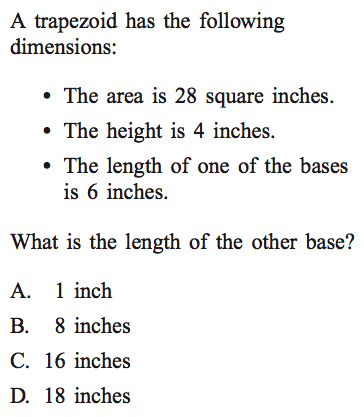 A trapezoid has the following
dimensions:
• The area is 28 square inches.
• The height is 4 inches.
• The length of one of the bases
is 6 inches.
What is the length of the other base?
A. 1 inch
B. 8 inches
C. 16 inches
D. 18 inches